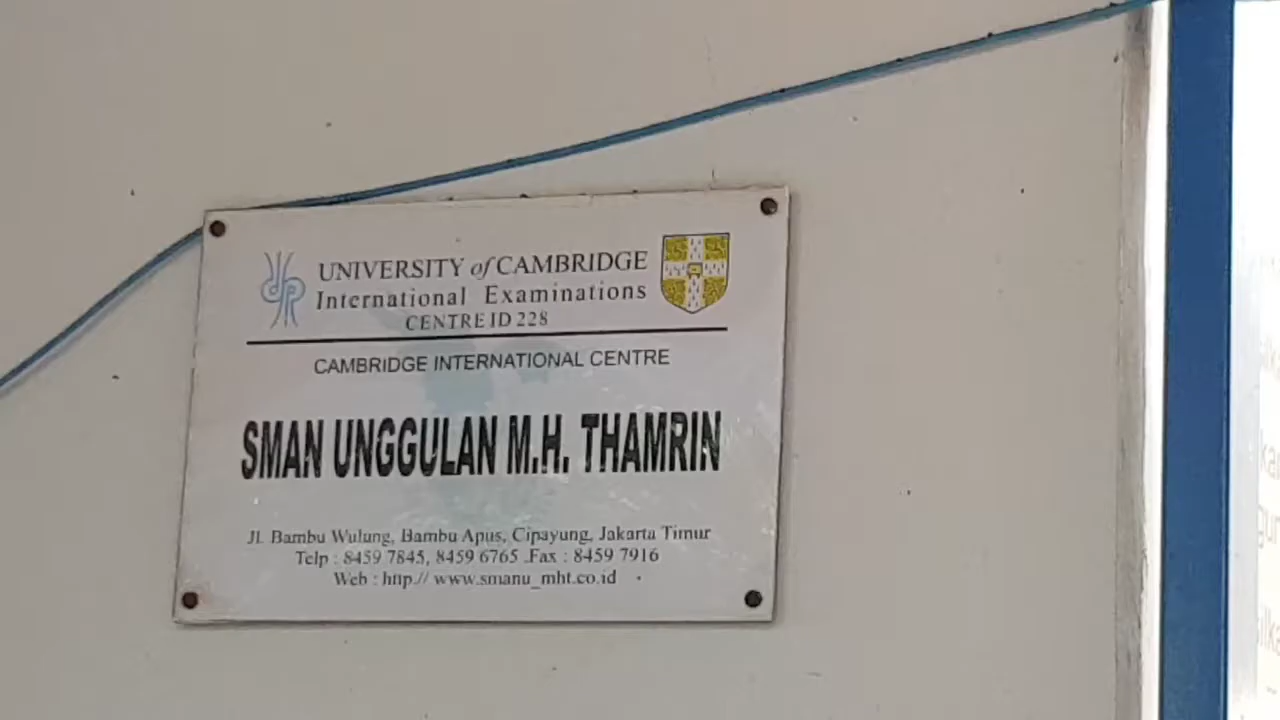 UNIVERSITY of CAMBRIDGE
International Examinations
CENTRE ID 228
CAMBRIDGE INTERNATIONAL CENTRE
SMAN UNGGULAN M.H. THAMRIN
Jl. Bambu Wulung, Bambu Apus, Cipayung, Jakarta Timur
Telp : 8459 7845, 8459 6765 .Fax : 8459 7916
Web : http:// www.smanu_mht.co.id